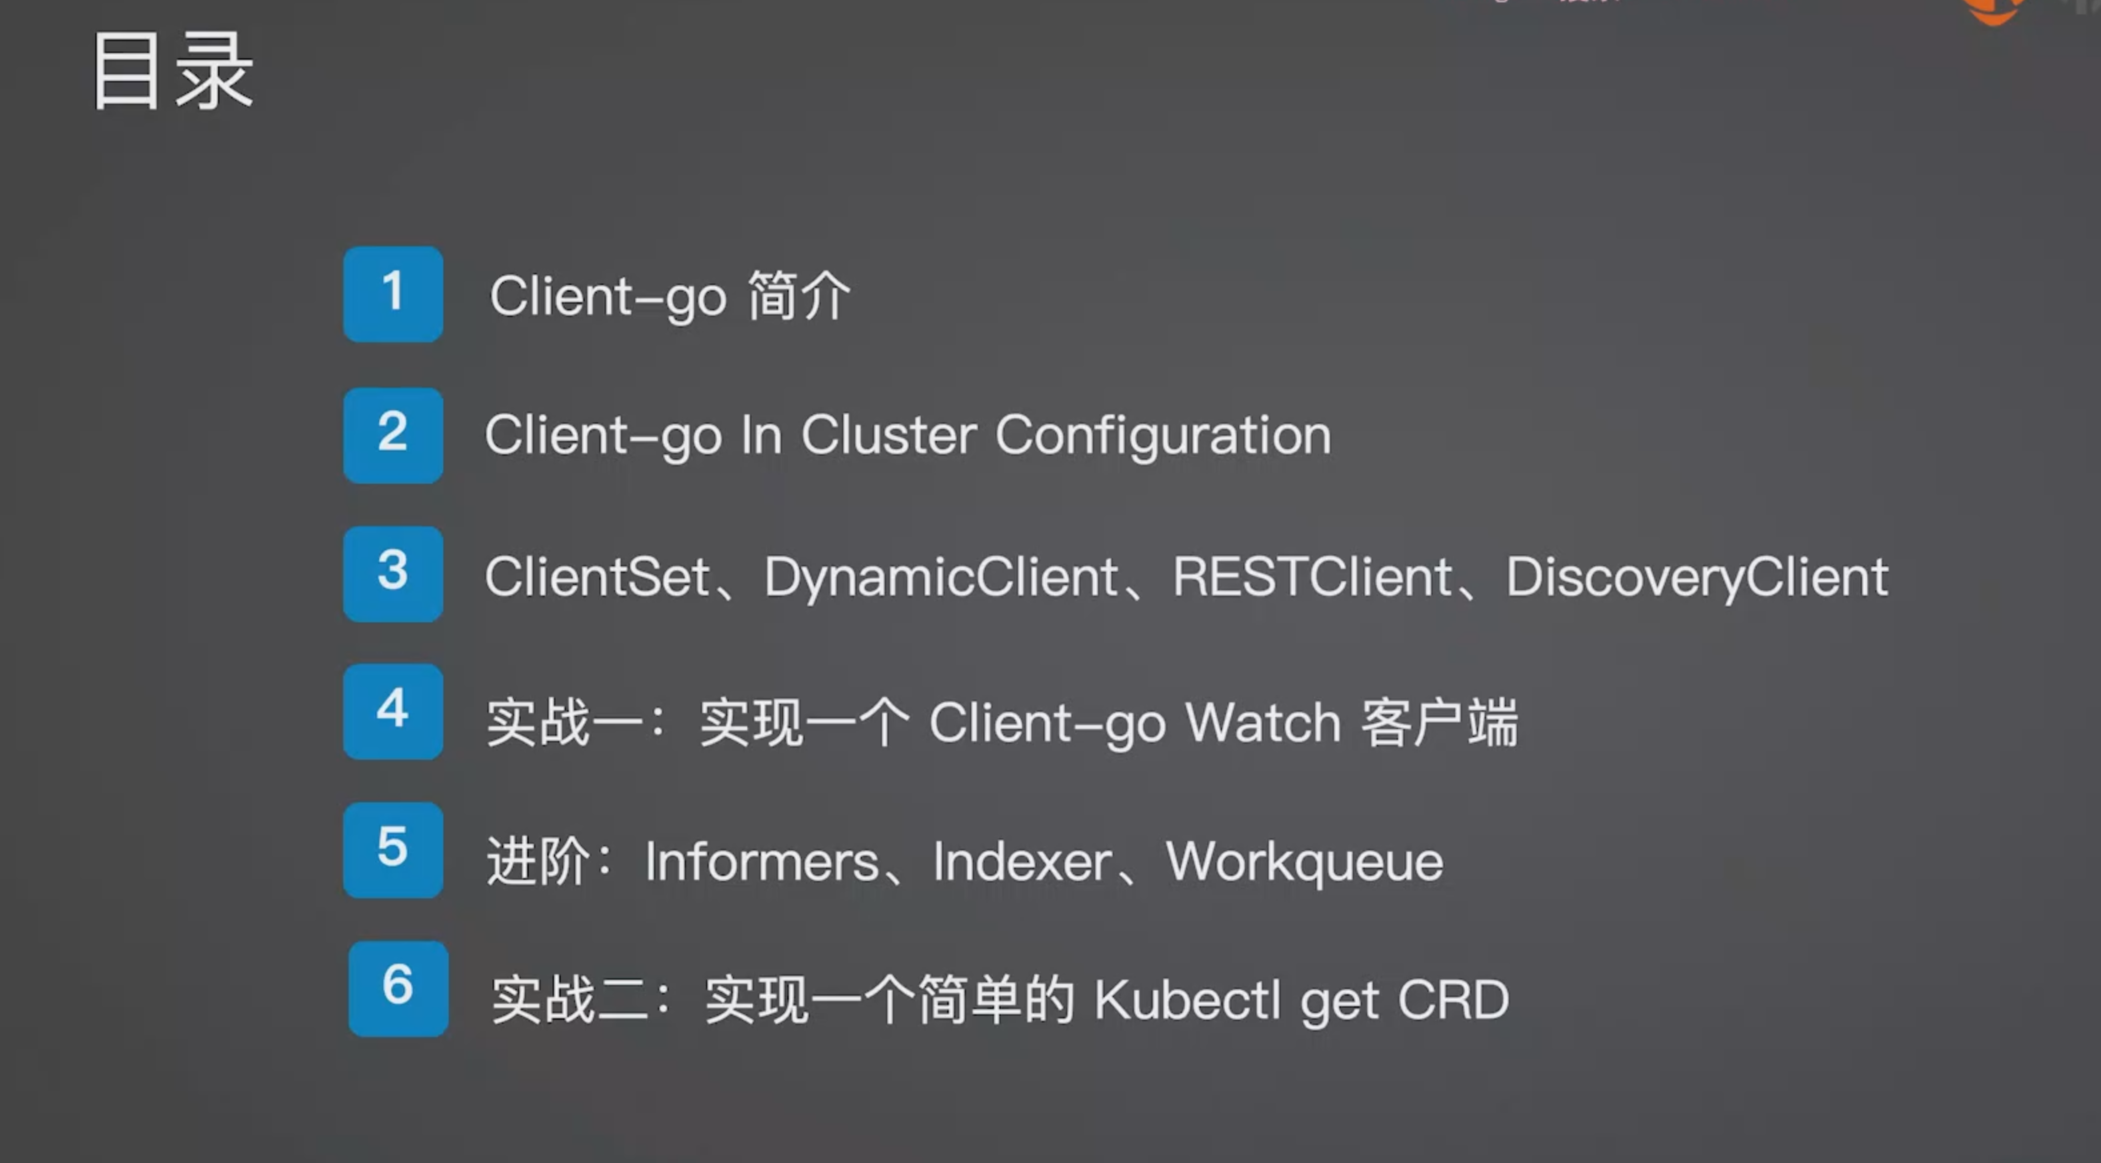 目录
1 Client-go 简介
2 Client-go In Cluster Configuration
3 ClientSet、DynamicClient、RESTClient、DiscoveryClient
4 实战一：实现一个 Client-go Watch 客户端
5 进阶：Informers、Indexer、Workqueue
6 实战二：实现一个简单的 Kubectl get CRD